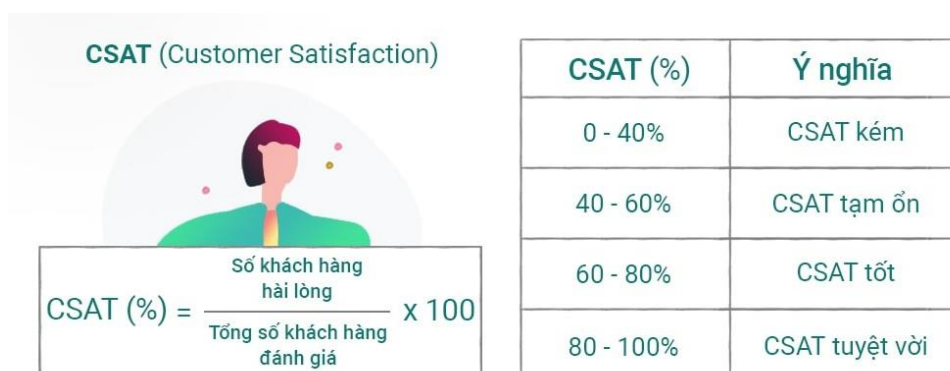 CSAT (Customer Satisfaction)
CSAT (%) =
Số khách hàng
hài lòng
Tổng số khách hàng
đánh giá
x 100
CSAT (%) Ý nghĩa
0 - 40% CSAT kém
40 - 60% CSAT tạm ổn
60 - 80% CSAT tốt
80 - 100% CSAT tuyệt vời